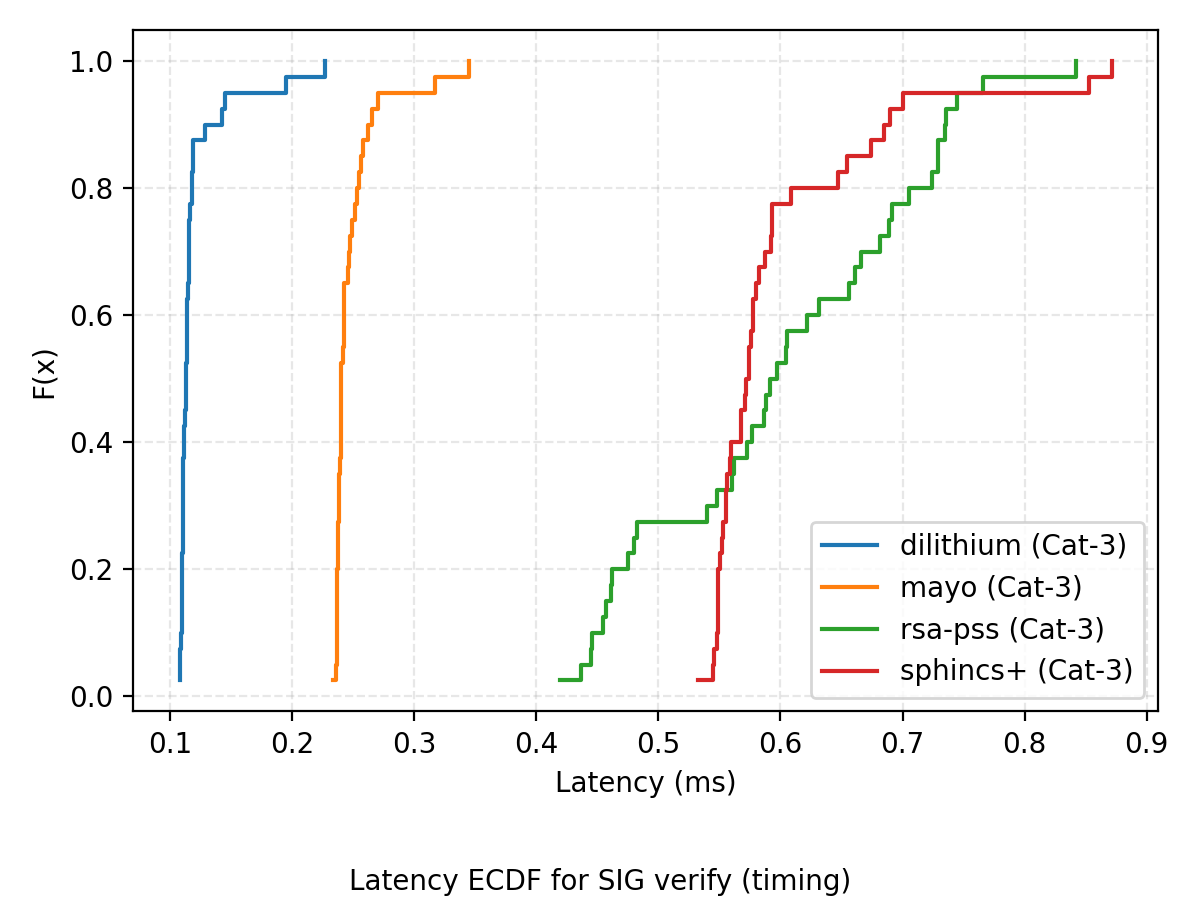 1.0
0.8
0.6
0.4
0.2
0.0
F(x)
dilithium (Cat-3)
mayo (Cat-3)
rsa-pss (Cat-3)
sphincs+ (Cat-3)
0.1 0.2 0.3 0.4 0.5 0.6 0.7 0.8 0.9
Latency (ms)
Latency ECDF for SIG verify (timing)